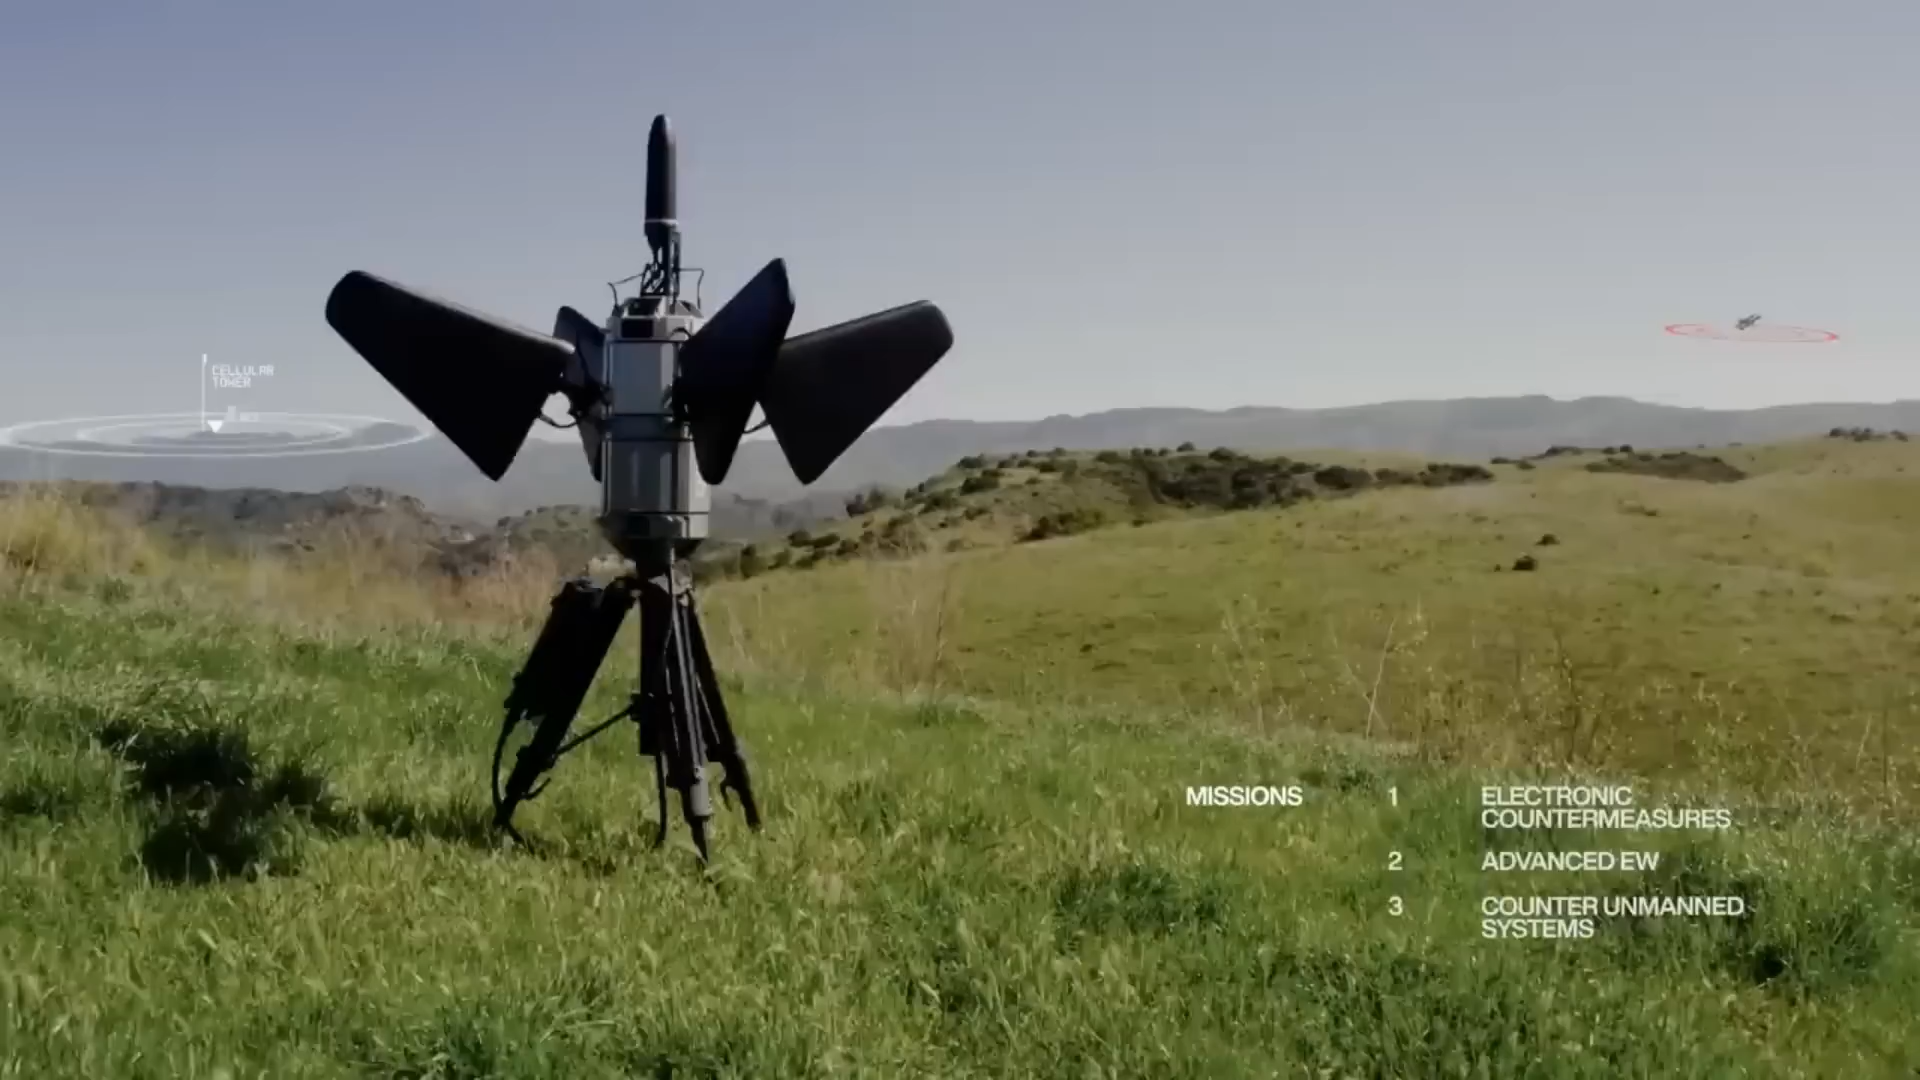 CELLULAR
TOWER
MISSIONS
1
ELECTRONIC
COUNTERMEASURES
2
ADVANCED EW
3
COUNTER UNMANNED
SYSTEMS